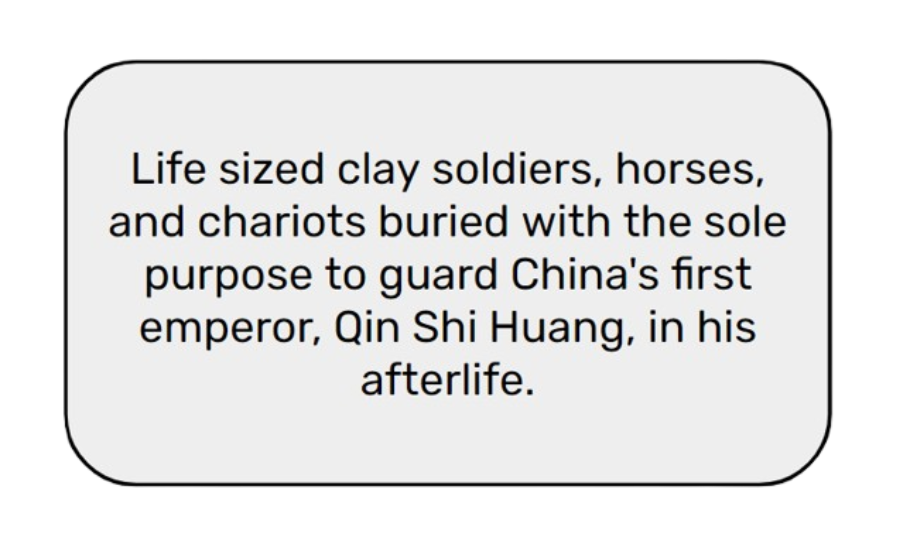 Life sized clay soldiers, horses,
and chariots buried with the sole
purpose to guard China's first
emperor, Qin Shi Huang, in his
afterlife.